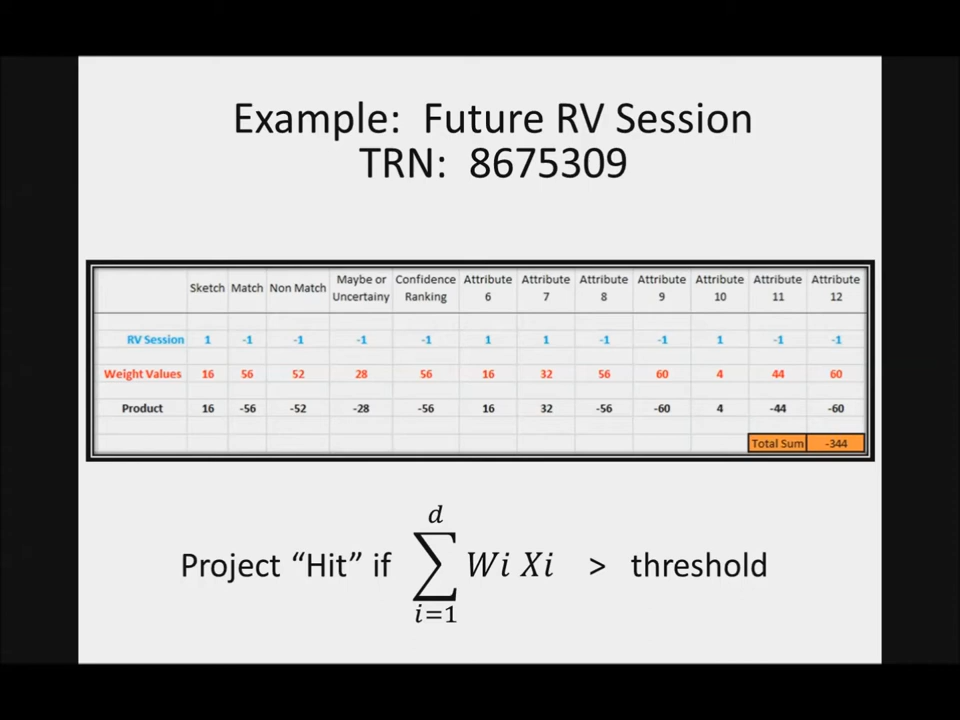 Example: Future RV Session
TRN: 8675309
Sketch Match Non Match Maybe or Uncertainy Confidence Ranking Attribute 6 Attribute 7 Attribute 8 Attribute 9 Attribute 10 Attribute 11 Attribute 12
RV Session 1 -1 -1 -1 -1 1 1 -1 -1 1 -1 -1
Weight Values 16 56 52 28 56 16 32 56 60 4 44 60
Product 16 -56 -52 -28 -56 16 32 -56 -60 4 -44 -60
Total Sum -344
Project “Hit” if d ∑ i=1 Wi Xi > threshold